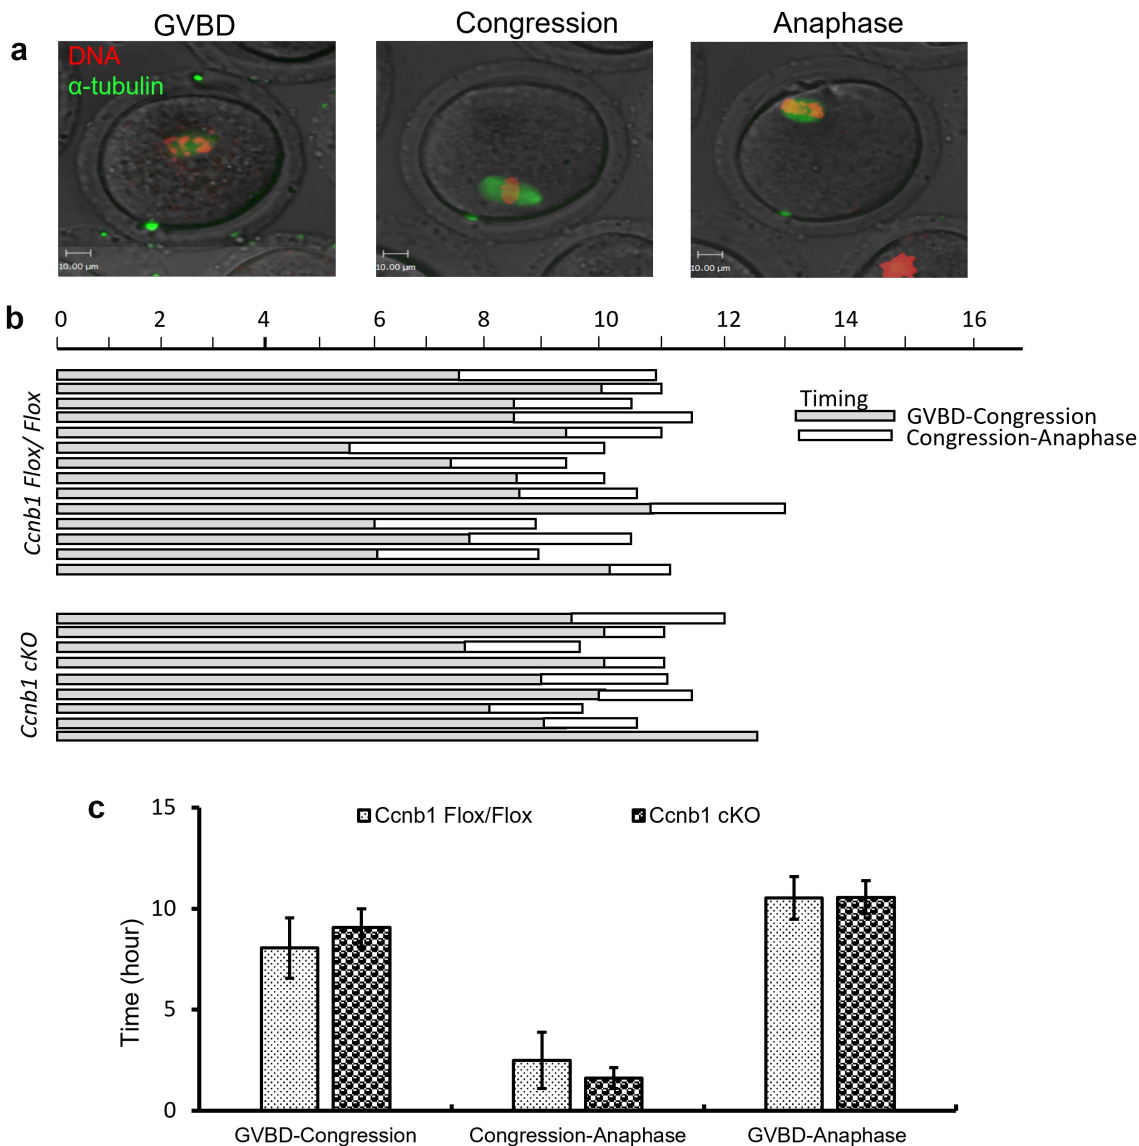 GVBD Congression Anaphase
a
DNA
α-tubulin
10.00 µm 10.00 µm 10.00 µm
b
0 2 4 6 8 10 12 14 16
Ccnb1 Flox/ Flox
Timing
GVBD-Congression
Congression-Anaphase
Ccnb1 cKO
c
Ccnb1 Flox/Flox Ccnb1 cKO
Time (hour)
15
10
5
0
GVBD-Congression Congression-Anaphase GVBD-Anaphase